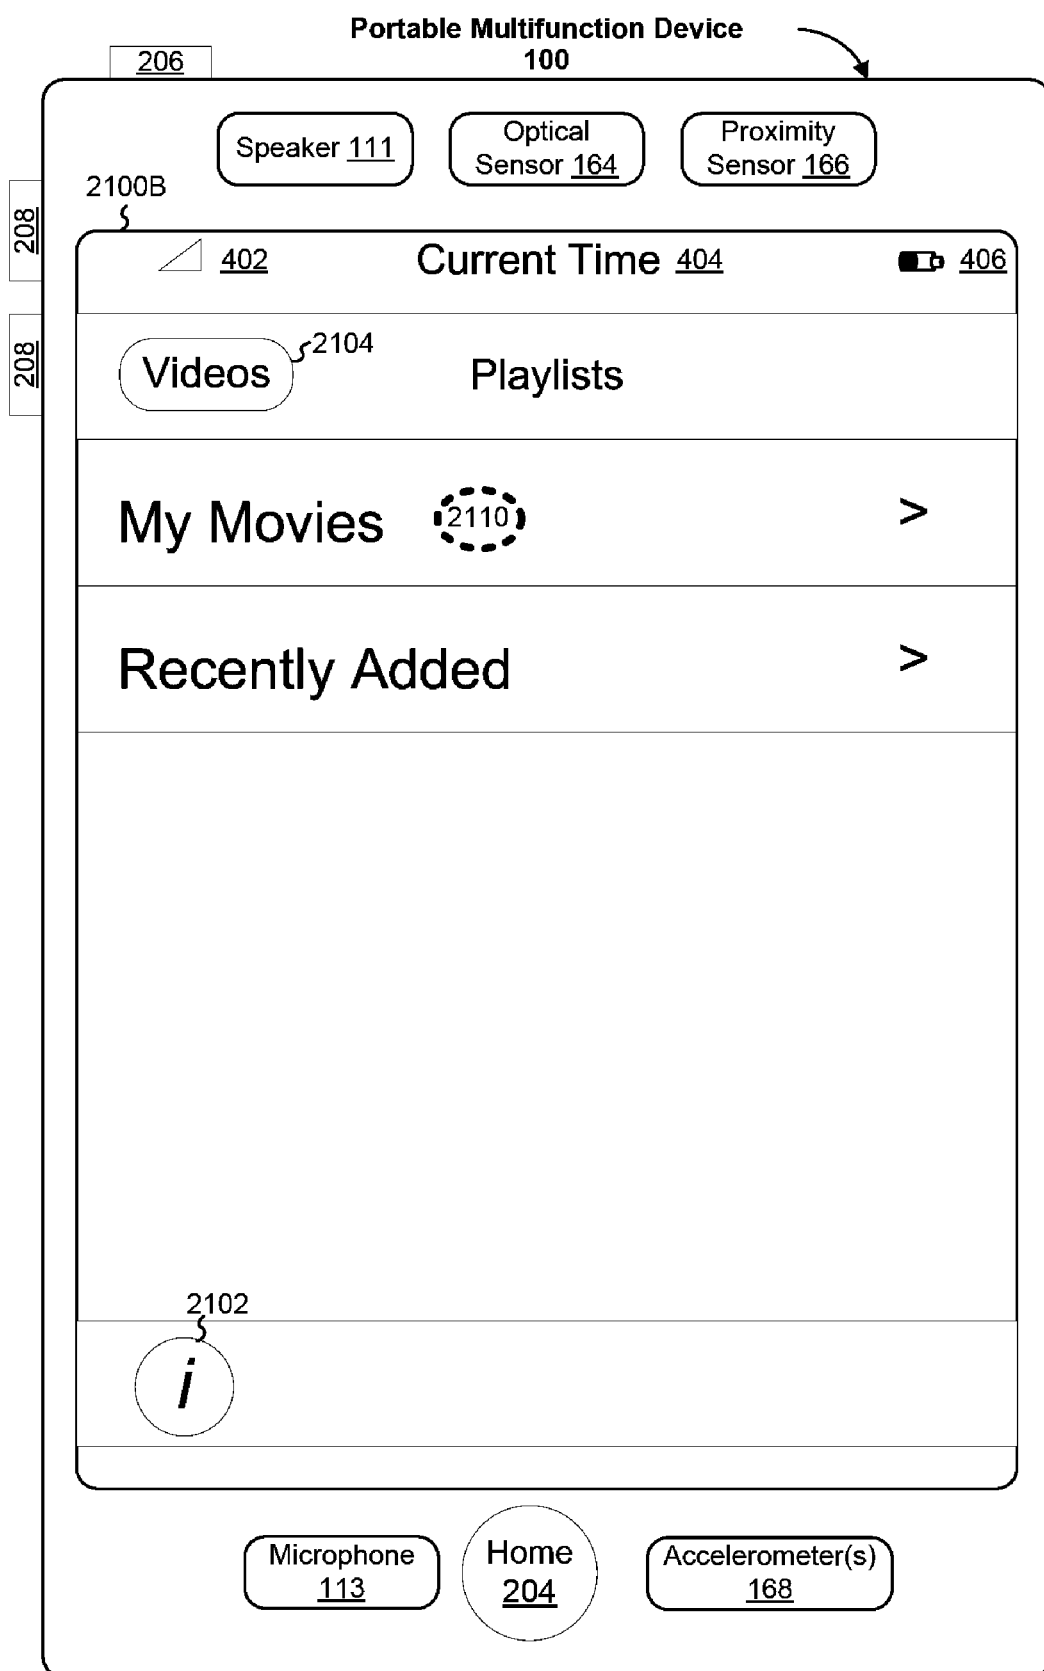 Portable Multifunction Device
100
206
Speaker 111
Optical
Sensor 164
Proximity
Sensor 166
2100B
208
402
Current Time 404
406
208
Videos
2104
Playlists
My Movies
2110
>
Recently Added
>
2102
i
Microphone
113
Home
204
Accelerometer(s)
168